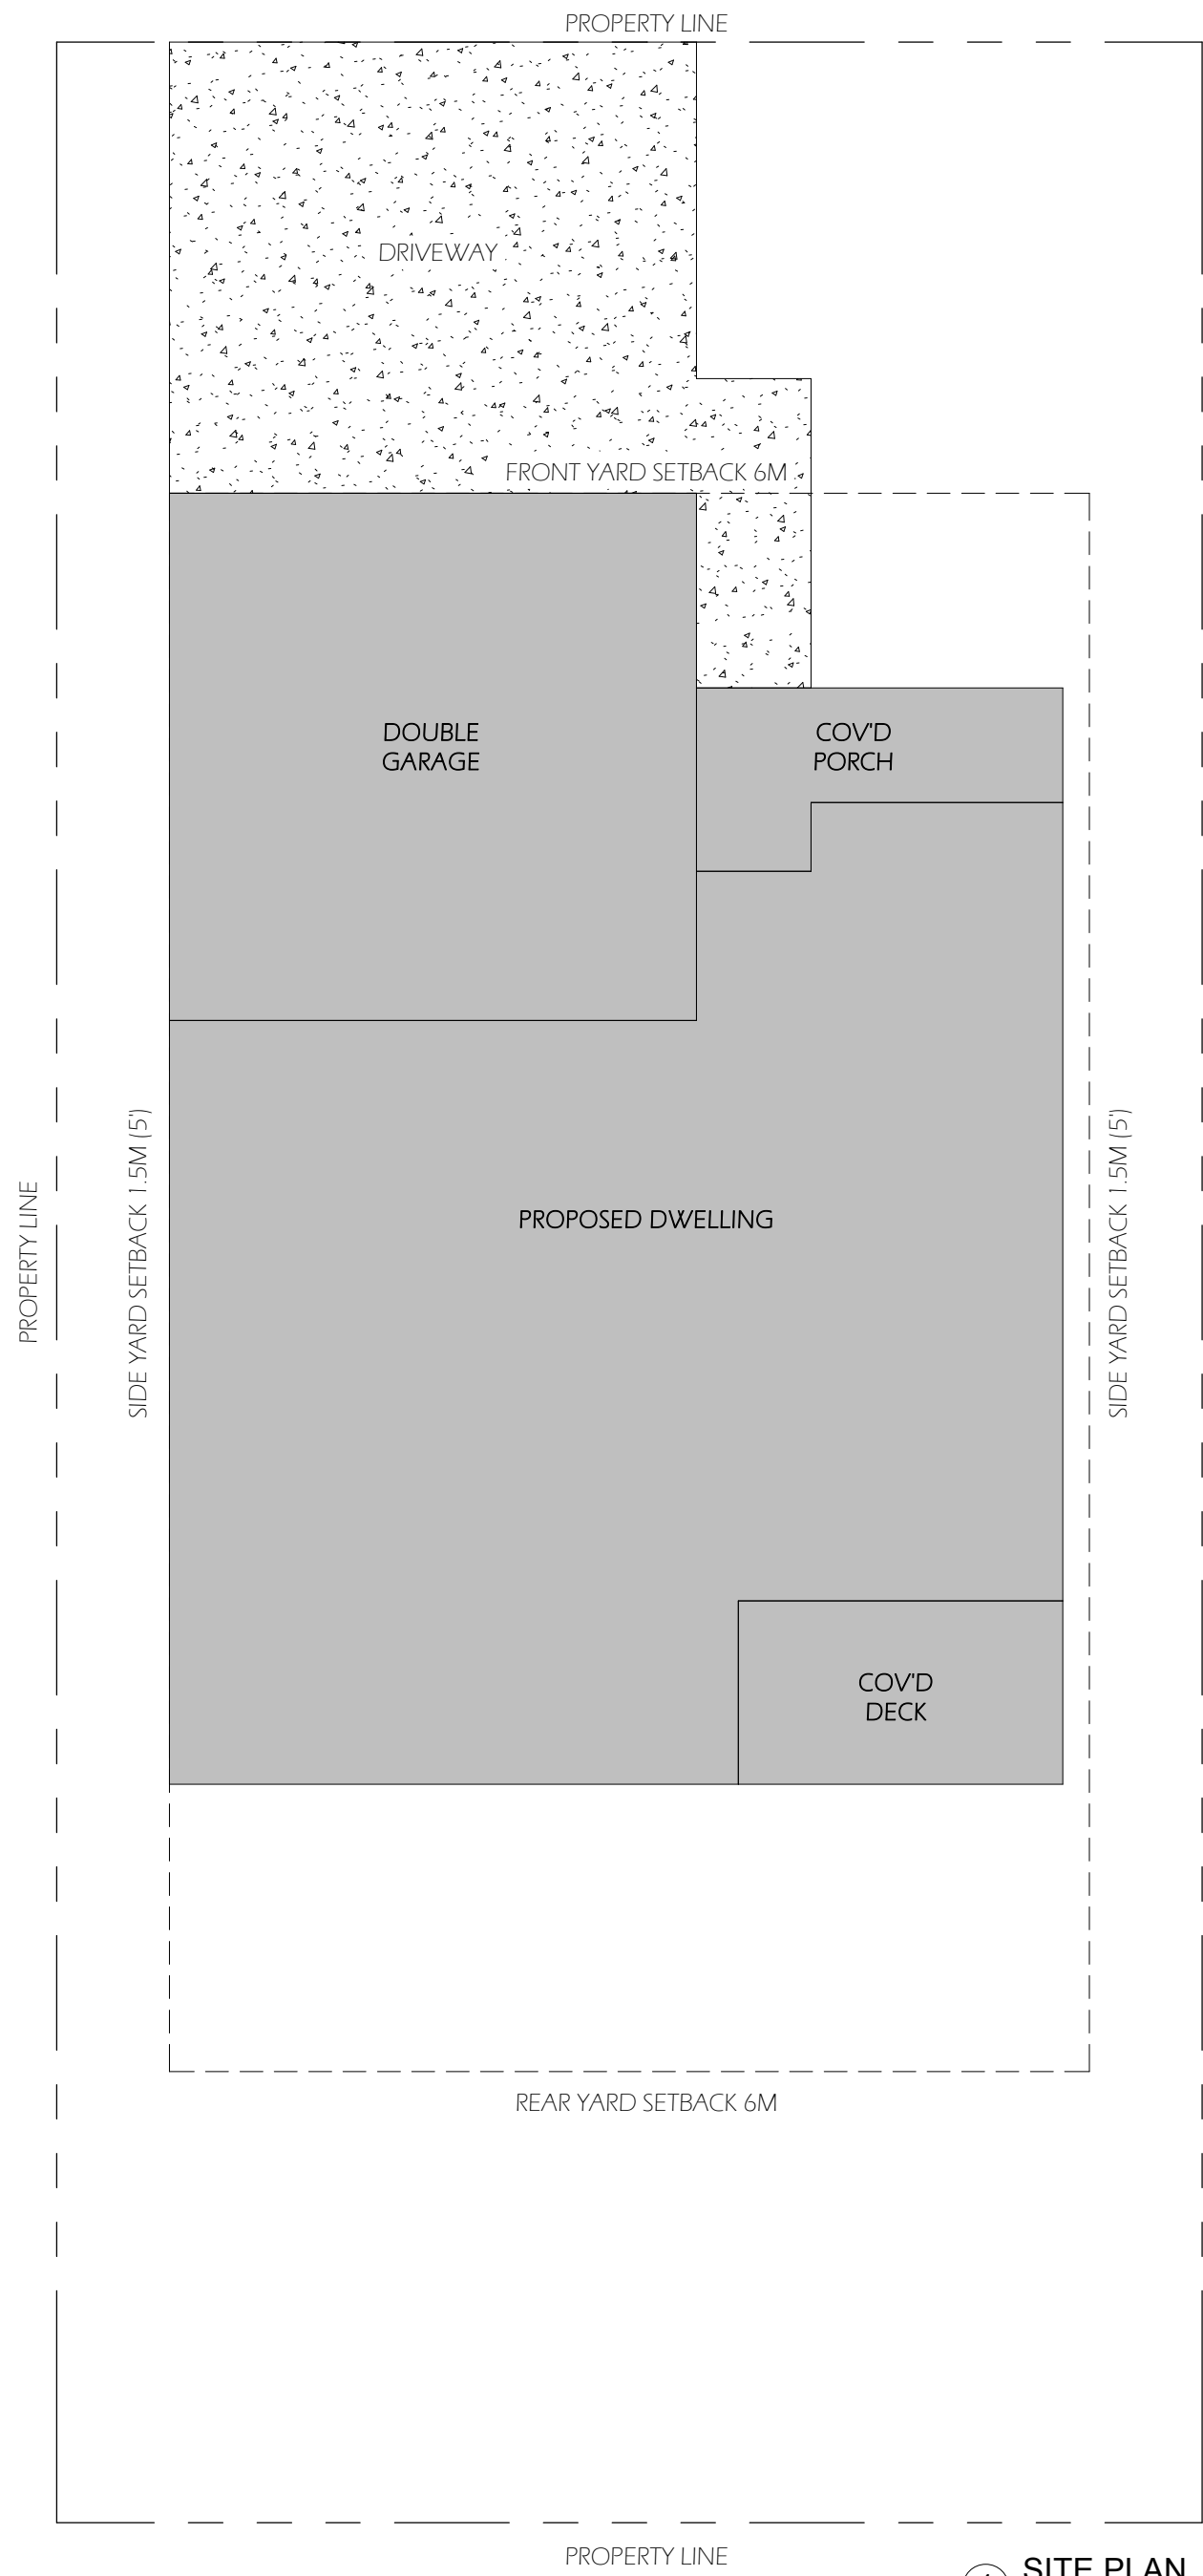 PROPERTY LINE
DRIVEWAY
FRONT YARD SETBACK 6M
DOUBLE
GARAGE
COV'D
PORCH
SIDE YARD SETBACK 1.5M (5')
SIDE YARD SETBACK 1.5M (5')
PROPERTY LINE
PROPOSED DWELLING
COV'D
DECK
REAR YARD SETBACK 6M
PROPERTY LINE
SITE PLAN